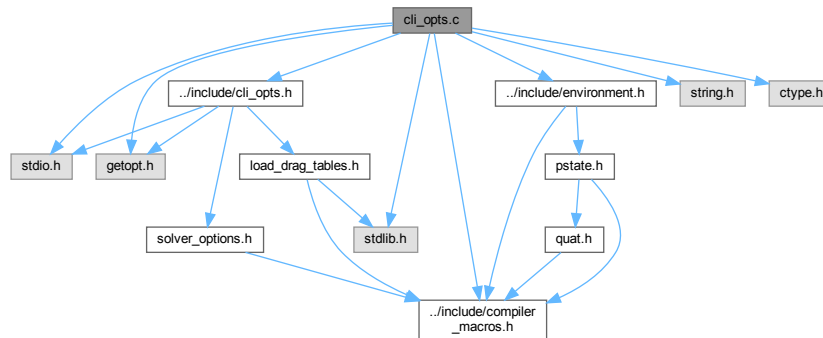 cli_opts.c
../include/cli_opts.h
../include/environment.h
string.h
ctype.h
stdio.h
getopt.h
load_drag_tables.h
pstate.h
solver_options.h
stdlib.h
quat.h
../include/compiler
_macros.h